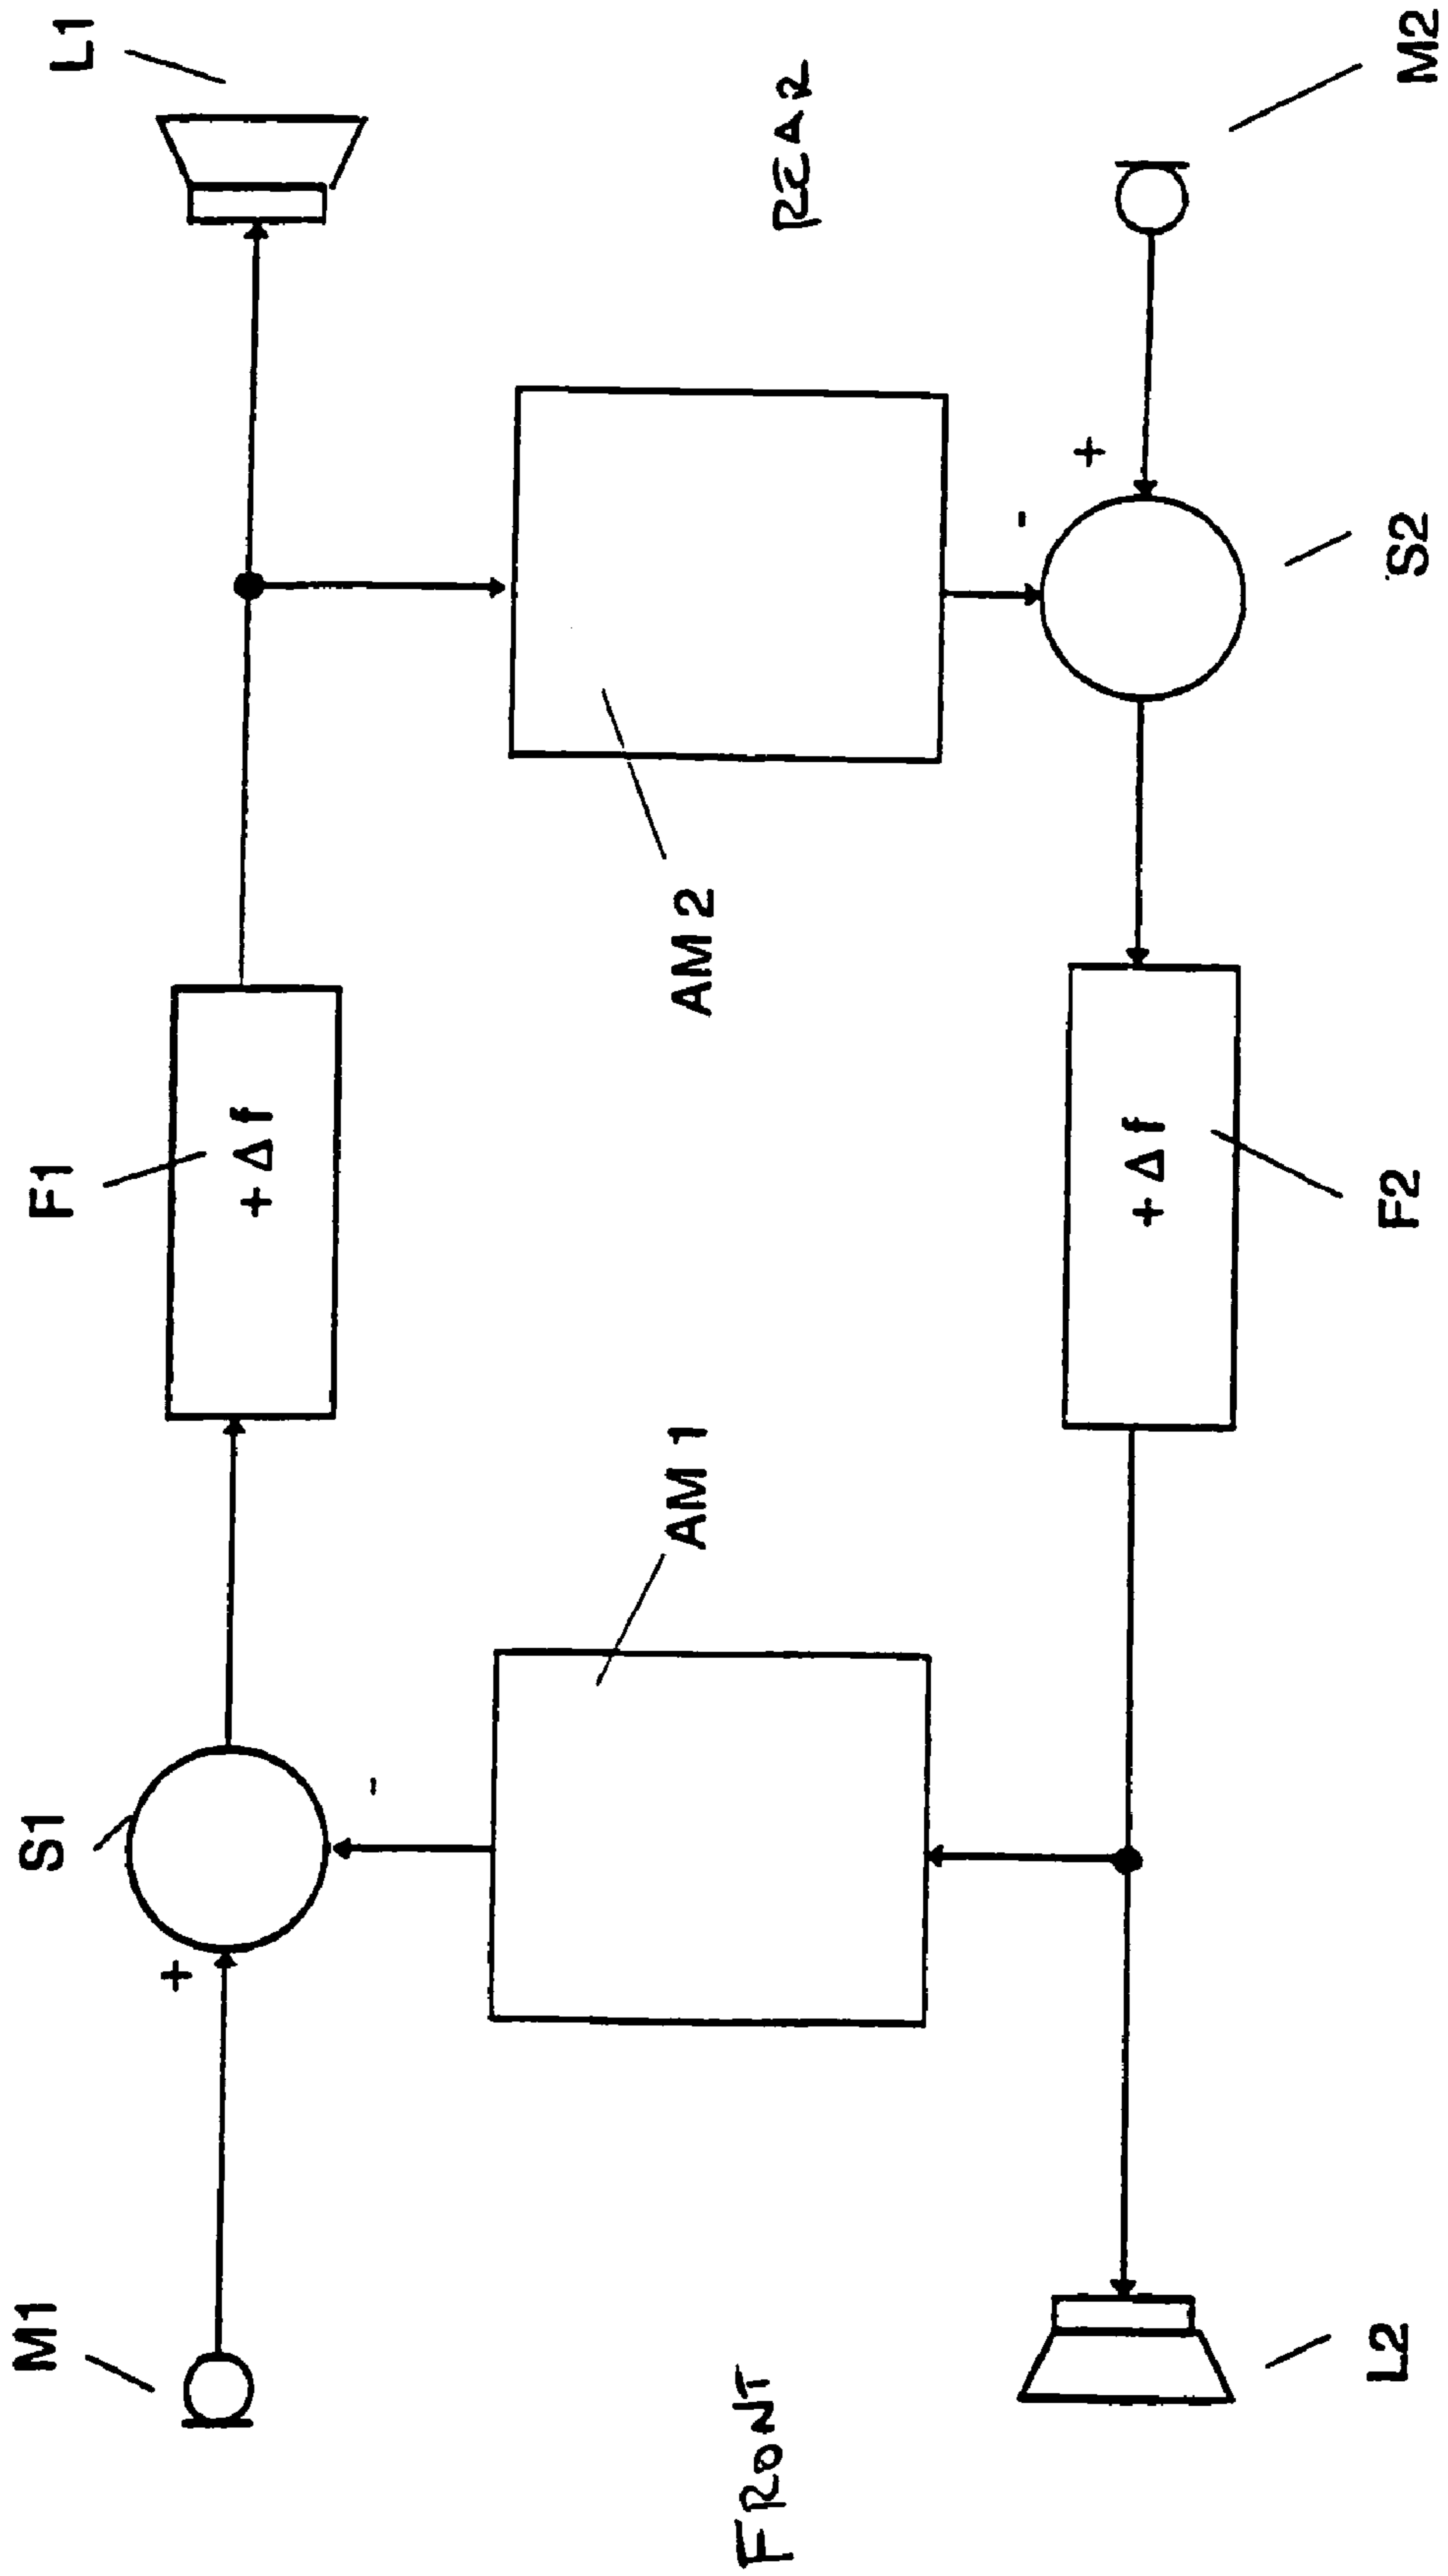 M1
S1
F1
L1
+
-
+ Δ f
AM 1
AM 2
FRONT
REAR
-
+
+ Δ f
L2
F2
S2
M2